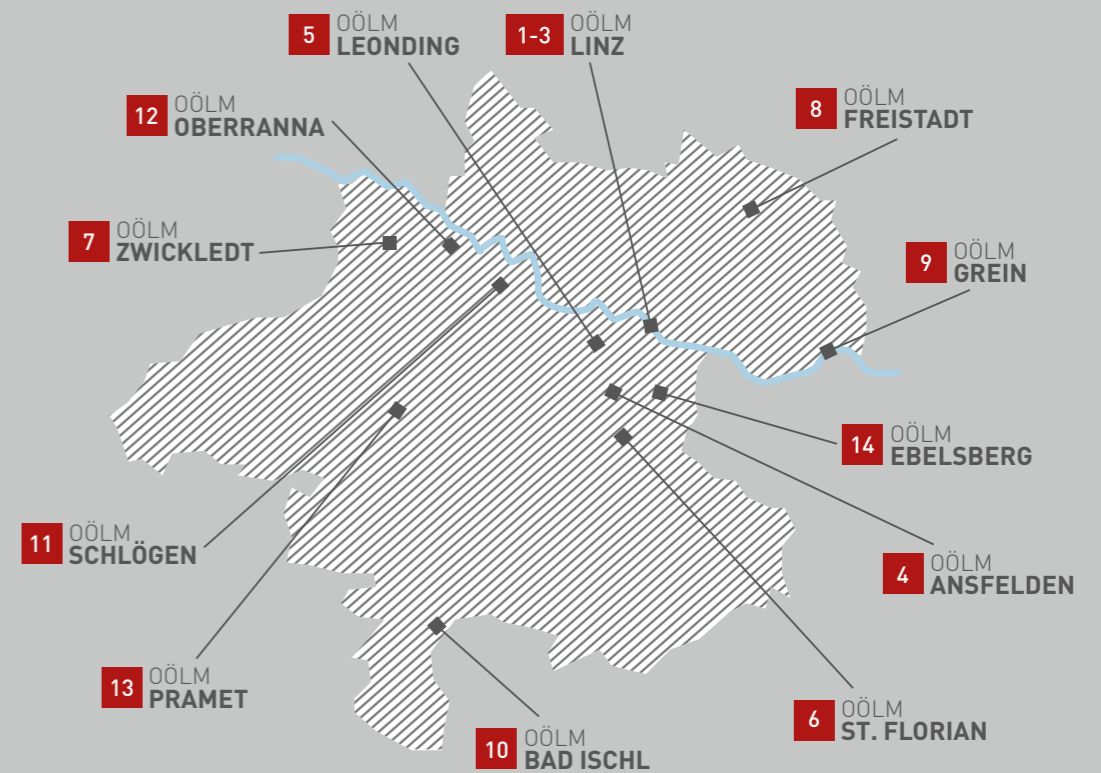 5 OÖLM
LEONDING
1-3 OÖLM
LINZ
8 OÖLM
FREISTADT
12 OÖLM
OBERRANNA
7 OÖLM
ZWICKLEDT
9 OÖLM
GREIN
14 OÖLM
EBELSBERG
11 OÖLM
SCHLÖGEN
4 OÖLM
ANSFELDEN
13 OÖLM
PRAMET
6 OÖLM
ST. FLORIAN
10 OÖLM
BAD ISCHL